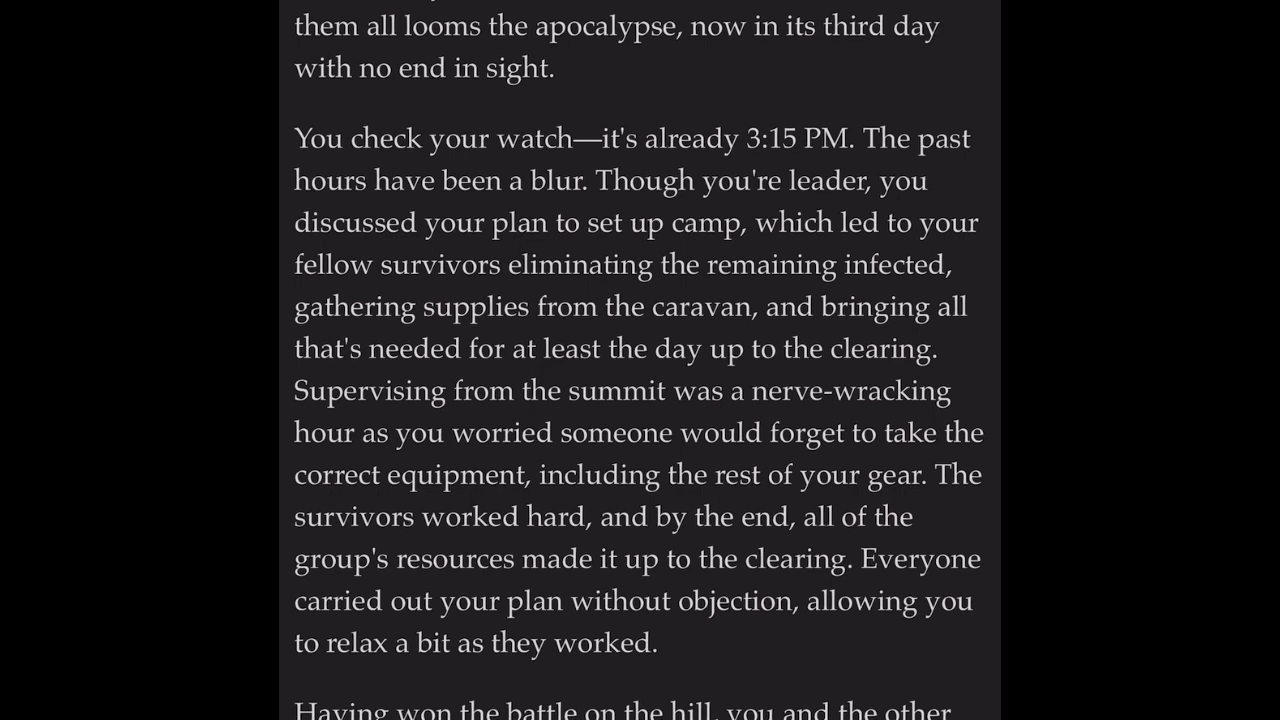 them all looms the apocalypse, now in its third day
with no end in sight.
You check your watch—it's already 3:15 PM. The past
hours have been a blur. Though you're leader, you
discussed your plan to set up camp, which led to your
fellow survivors eliminating the remaining infected,
gathering supplies from the caravan, and bringing all
that's needed for at least the day up to the clearing.
Supervising from the summit was a nerve-wracking
hour as you worried someone would forget to take the
correct equipment, including the rest of your gear. The
survivors worked hard, and by the end, all of the
group's resources made it up to the clearing. Everyone
carried out your plan without objection, allowing you
to relax a bit as they worked.
Having won the battle on the hill, you and the other